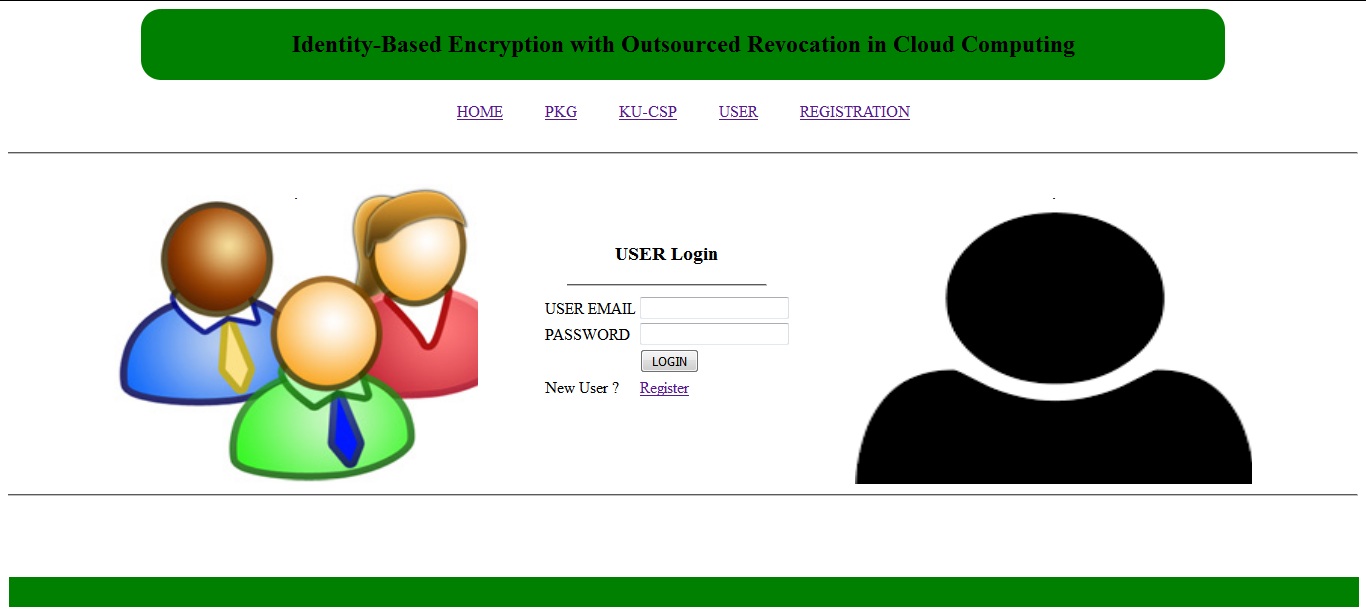 Identity-Based Encryption with Outsourced Revocation in Cloud Computing
HOME PKG KU-CSP USER REGISTRATION
. .
USER Login
USER EMAIL
PASSWORD
LOGIN
New User ? Register